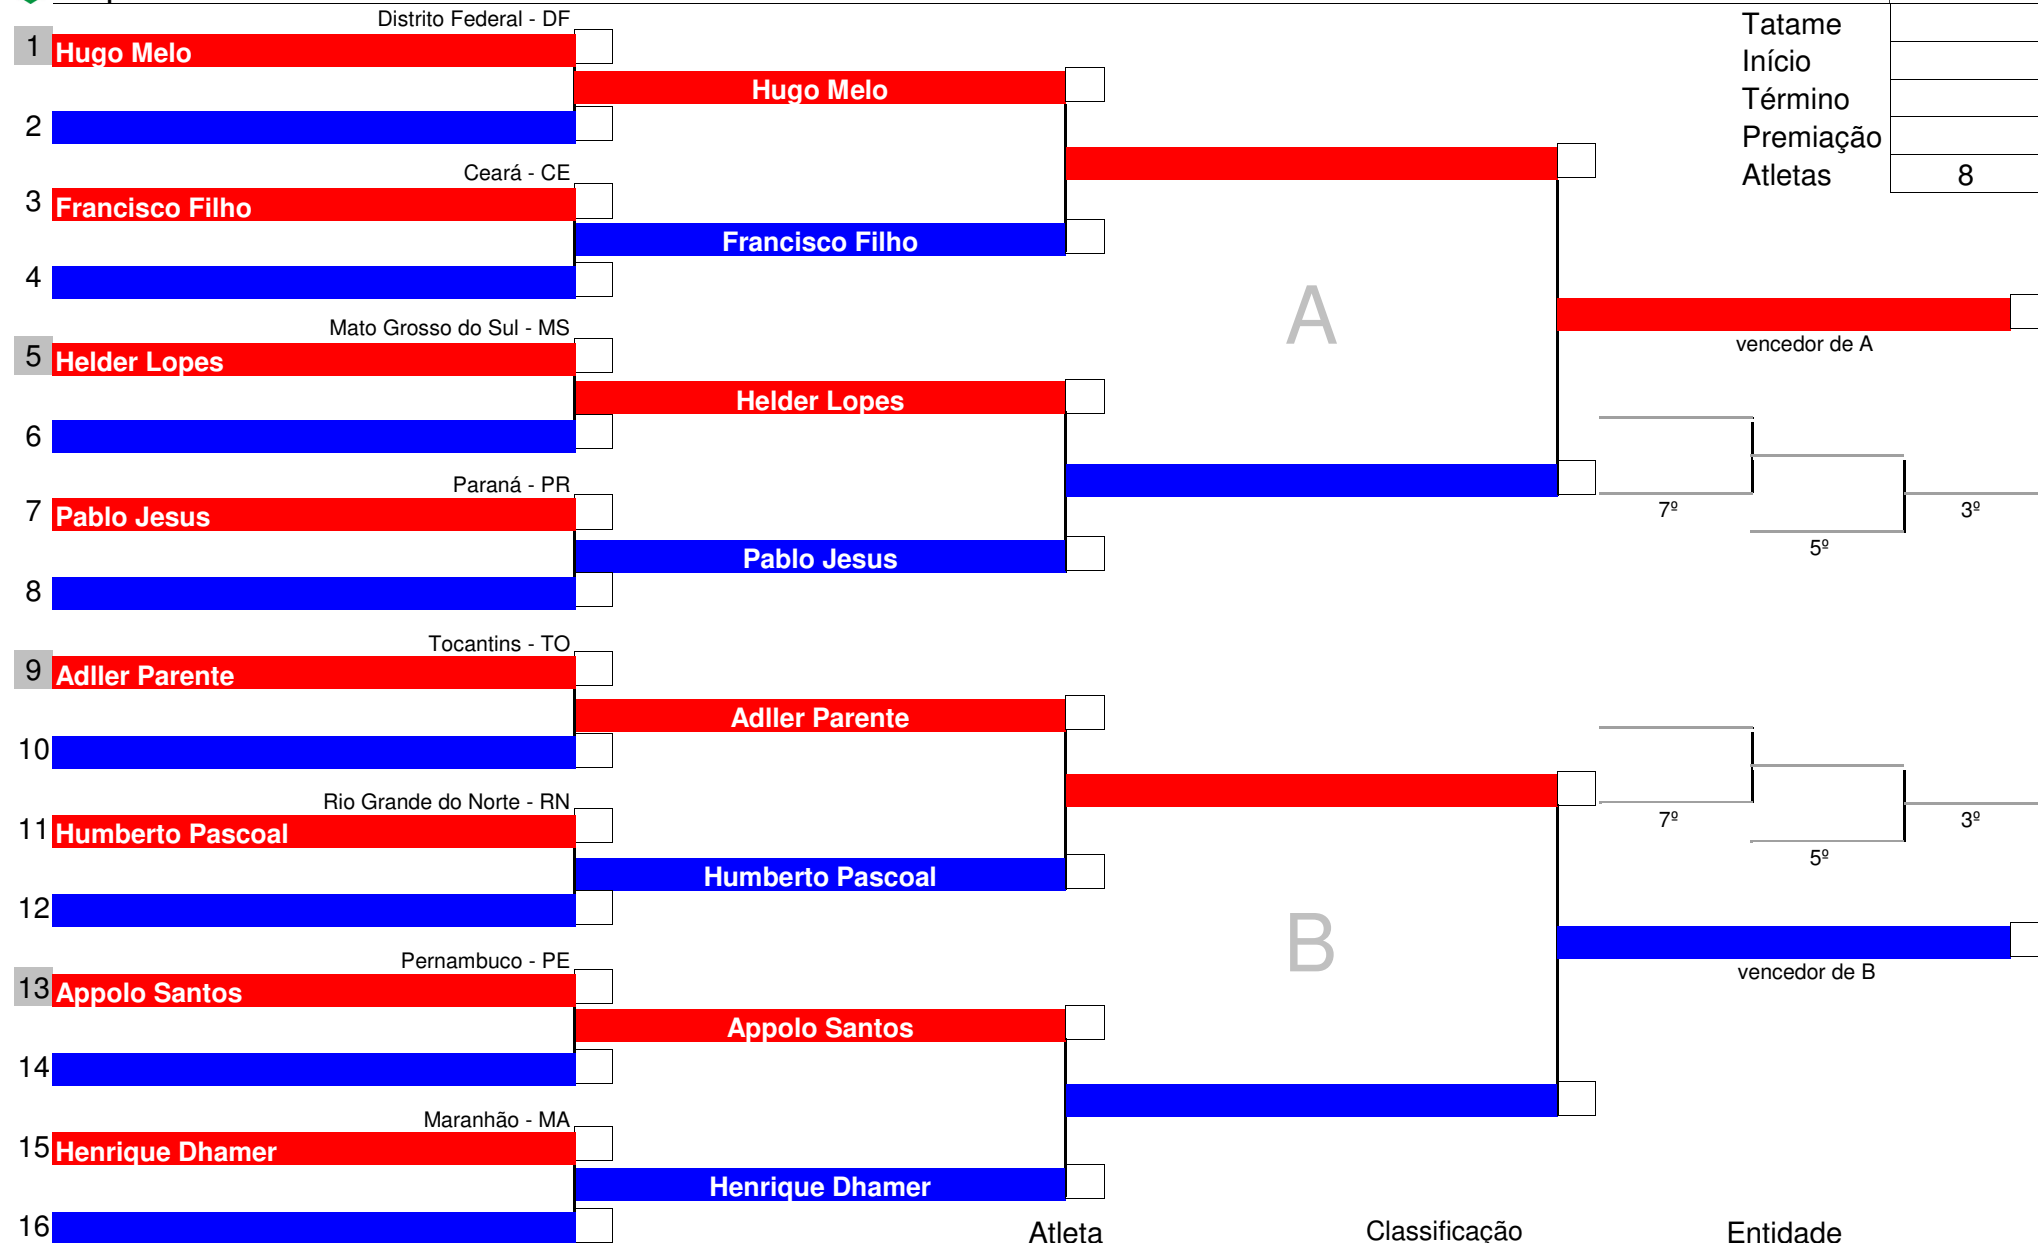 Distrito Federal - DF
Tatame
1 Hugo Melo
Início
Hugo Melo
Término
2
Premiação
Ceará - CE
Atletas 8
3 Francisco Filho
Francisco Filho
4
A
Mato Grosso do Sul - MS
vencedor de A
5 Helder Lopes
Helder Lopes
6
Paraná - PR
7 Pablo Jesus
7º 3º
5º
Pablo Jesus
8
Tocantins - TO
9 Adller Parente
Adller Parente
10
Rio Grande do Norte - RN
7º 3º
11 Humberto Pascoal
5º
Humberto Pascoal
12
B
Pernambuco - PE
vencedor de B
13 Appolo Santos
Appolo Santos
14
Maranhão - MA
15 Henrique Dhamer
Henrique Dhamer
16
Atleta Classificação Entidade